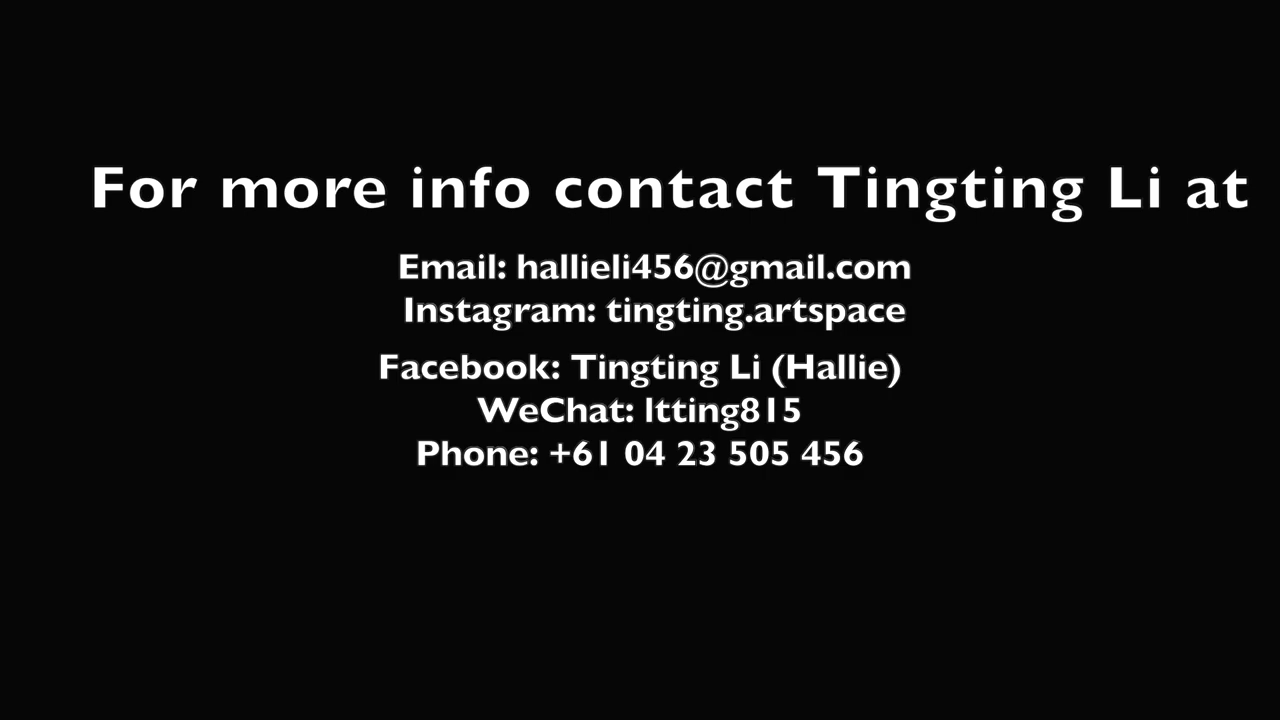 For more info contact Tingting Li at
Email: hallieli456@gmail.com
Instagram: tingting.artspace
Facebook: Tingting Li (Hallie)
WeChat: ltting815
Phone: +61 04 23 505 456